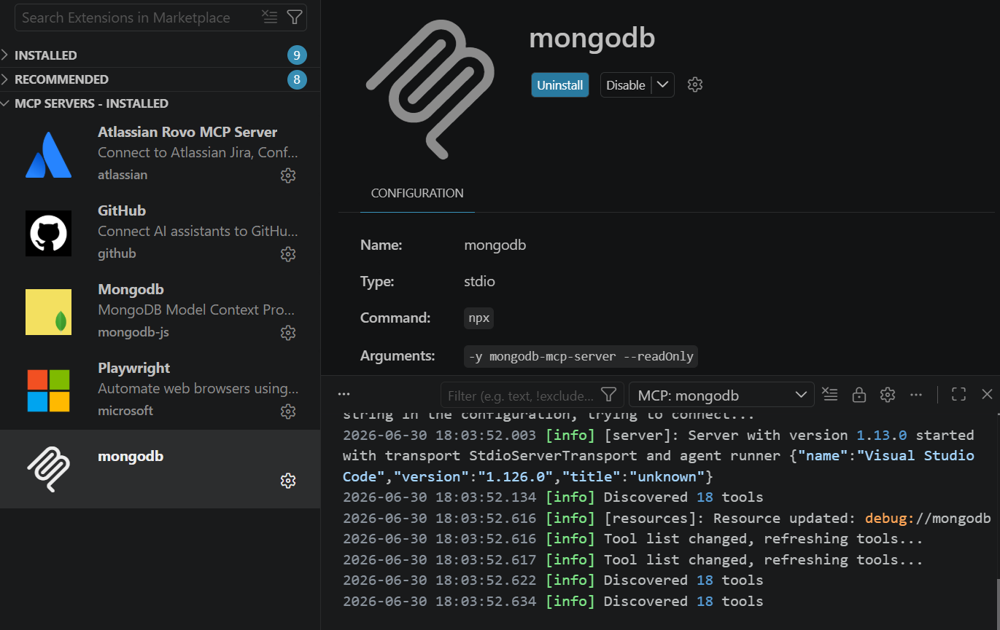 Search Extensions in Marketplace
INSTALLED 9
RECOMMENDED 8
MCP SERVERS - INSTALLED
Atlassian Rovo MCP Server
Connect to Atlassian Jira, Conf...
atlassian
GitHub
Connect AI assistants to GitHu...
github
Mongodb
MongoDB Model Context Pro...
mongodb-js
Playwright
Automate web browsers using...
microsoft
mongodb
mongodb
Uninstall Disable
CONFIGURATION
Name: mongodb
Type: stdio
Command: npx
Arguments: -y mongodb-mcp-server --readOnly
... Filter (e.g. text, !exclude... MCP: mongodb
string in the configuration, trying to connect...
2026-06-30 18:03:52.003 [info] [server]: Server with version 1.13.0 started
with transport StdioServerTransport and agent runner {"name":"Visual Studio
Code","version":"1.126.0","title":"unknown"}
2026-06-30 18:03:52.134 [info] Discovered 18 tools
2026-06-30 18:03:52.616 [info] [resources]: Resource updated: debug://mongodb
2026-06-30 18:03:52.616 [info] Tool list changed, refreshing tools...
2026-06-30 18:03:52.617 [info] Tool list changed, refreshing tools...
2026-06-30 18:03:52.622 [info] Discovered 18 tools
2026-06-30 18:03:52.634 [info] Discovered 18 tools